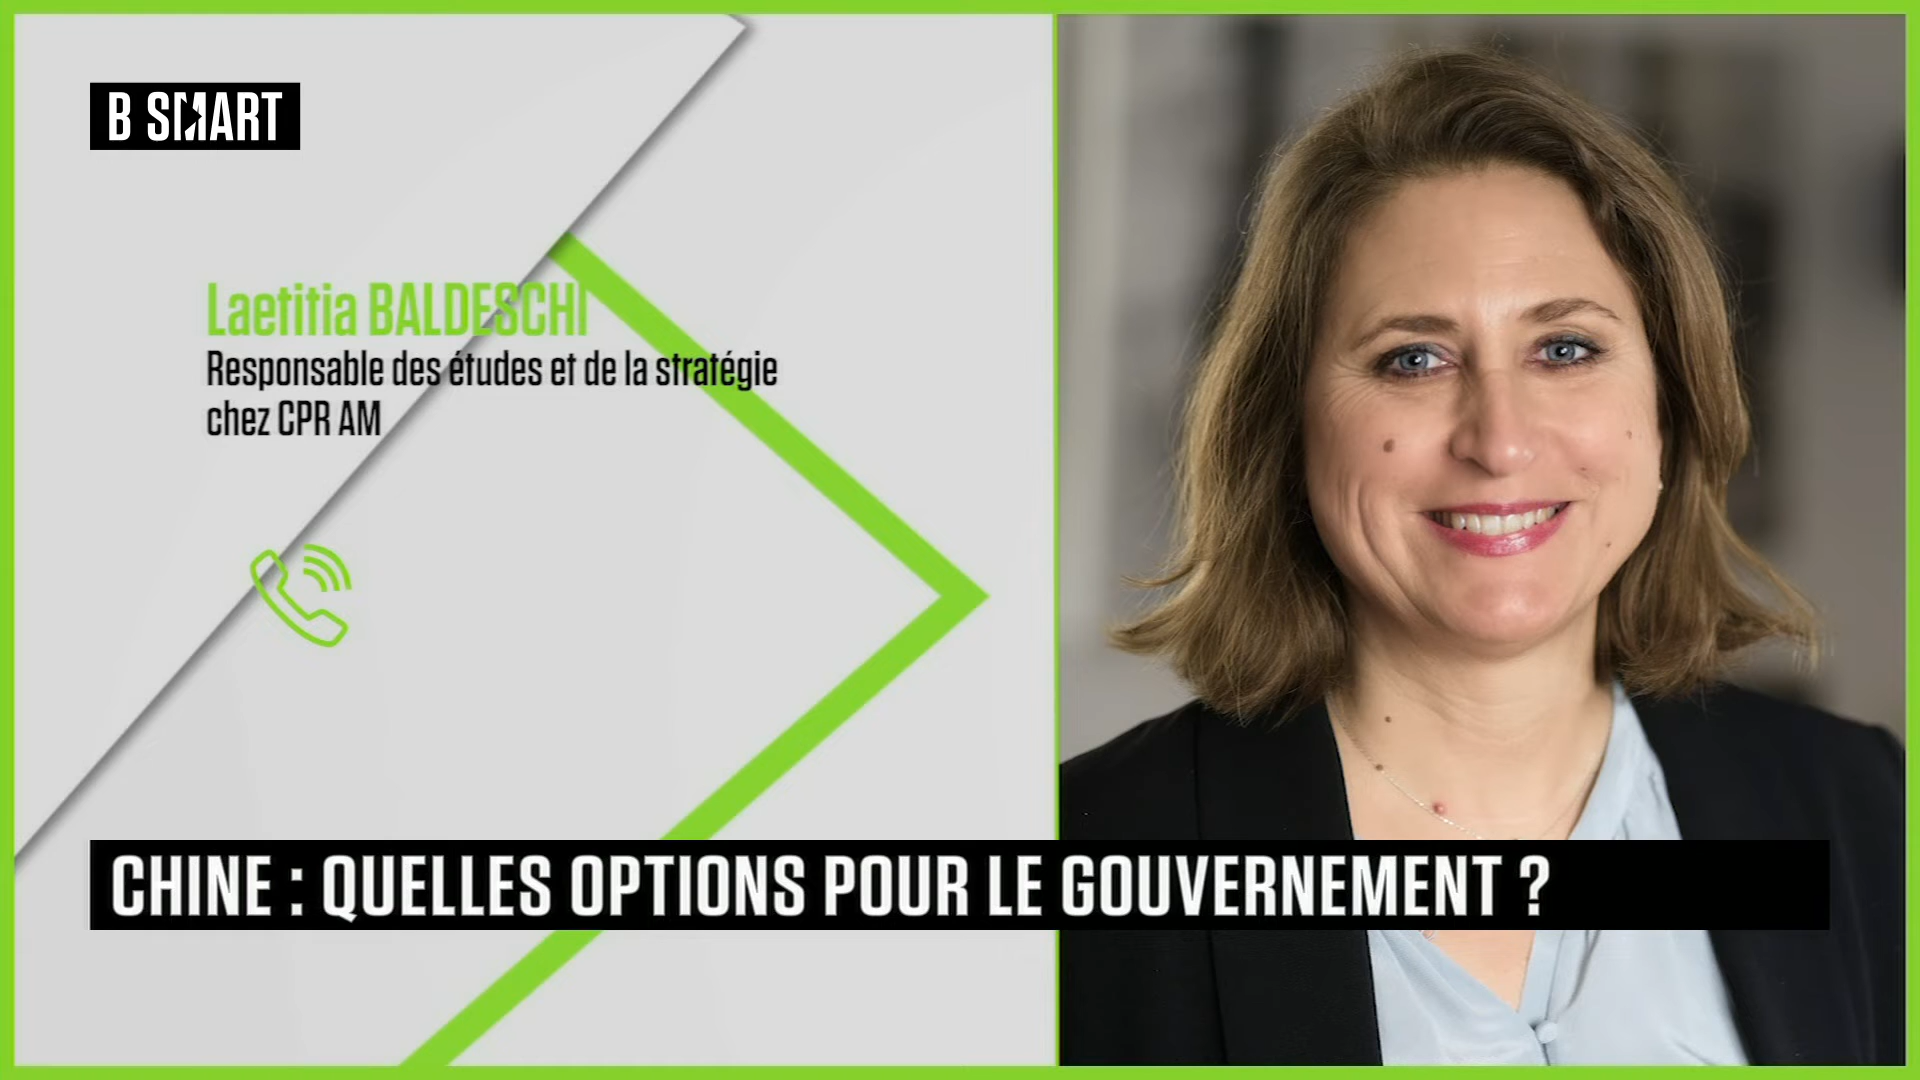 B SMART
Laetitia BALDESCHI
Responsable des études et de la stratégie
chez CPR AM
CHINE : QUELLES OPTIONS POUR LE GOUVERNEMENT ?